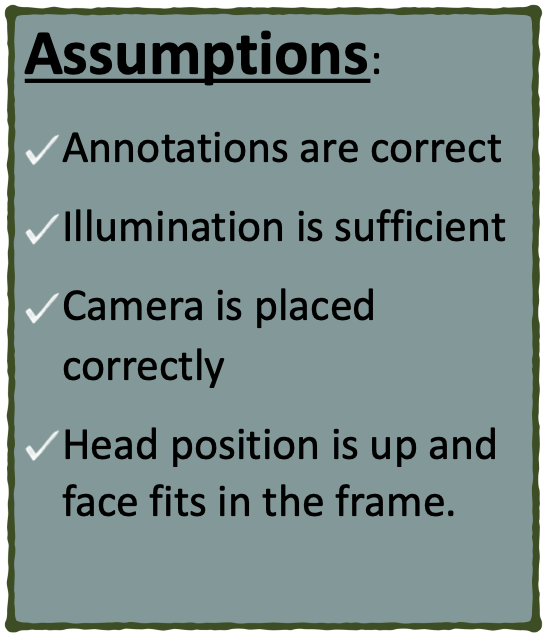 Assumptions:
✓Annotations are correct
✓Illumination is sufficient
✓Camera is placed
correctly
✓Head position is up and
face fits in the frame.